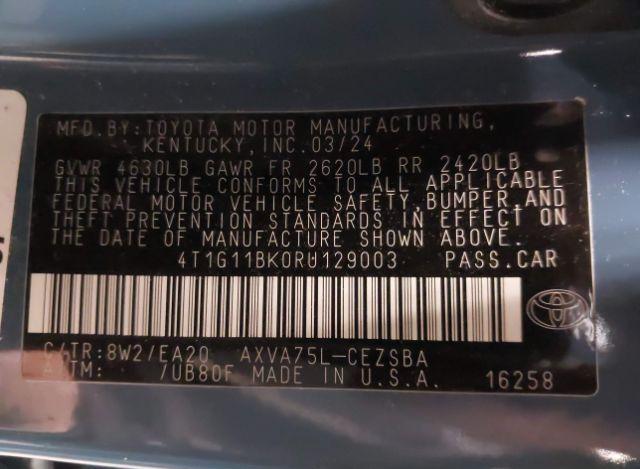 MFD.BY:TOYOTA MOTOR MANUFACTURING,
KENTUCKY,INC.03/24
GVWR 4630LB GAWR FR 2620LB RR 2420LB
THIS VEHICLE CONFORMS TO ALL APPLICABLE
FEDERAL MOTOR VEHICLE SAFETY,BUMPER,AND
THEFT PREVENTION STANDARDS IN EFFECT ON
THE DATE OF MANUFACTURE SHOWN ABOVE.
4T1G11BK0RU129003 PASS.CAR
C/TR:8W2/EA20 AXVA75L-CEZSBA
A/TM: 7UB80F MADE IN U.S.A. 16258